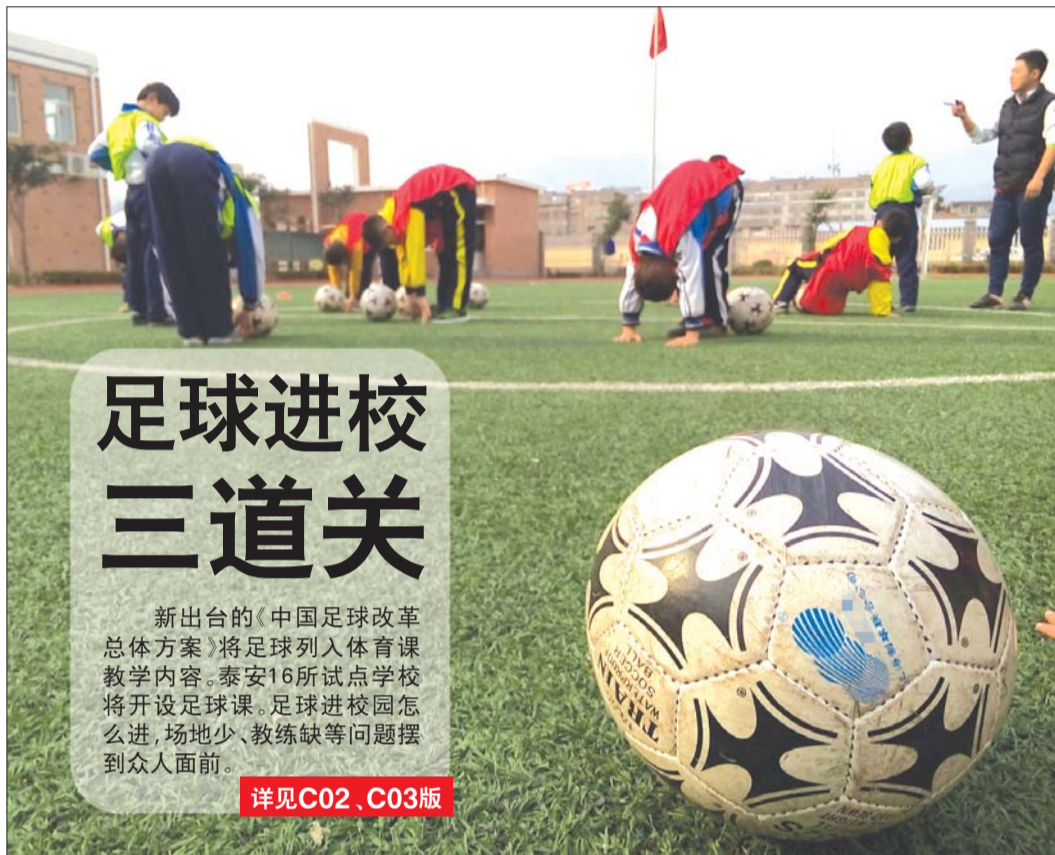 足球进校
三道关
新出台的《中国足球改革
总体方案》将足球列入体育课
教学内容。泰安16所试点学校
将开设足球课。足球进校园怎
么进,场地少、教练缺等问题摆
到众人面前。
详见C02、C03版
TRAIN
WATERPROOF
SOCCER
BALL